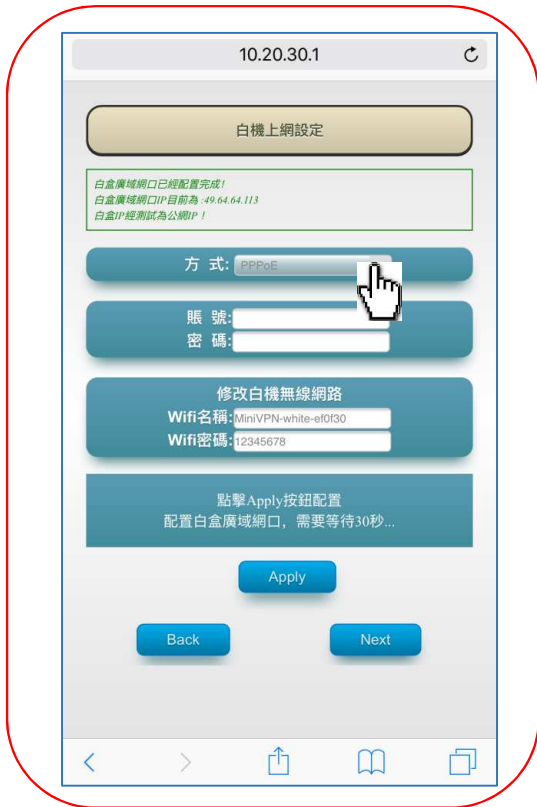 10.20.30.1
白機上網設定
白盒廣域網口已經配置完成!
白盒廣域網口IP目前為 :49.64.64.113
白盒IP經測試為公網IP！
方 式: PPPoE
賬 號:
密 碼:
修改白機無線網路
Wifi名稱:MiniVPN-white-ef0f30
Wifi密碼:12345678
點擊Apply按鈕配置
配置白盒廣域網口，需要等待30秒...
Apply
Back Next